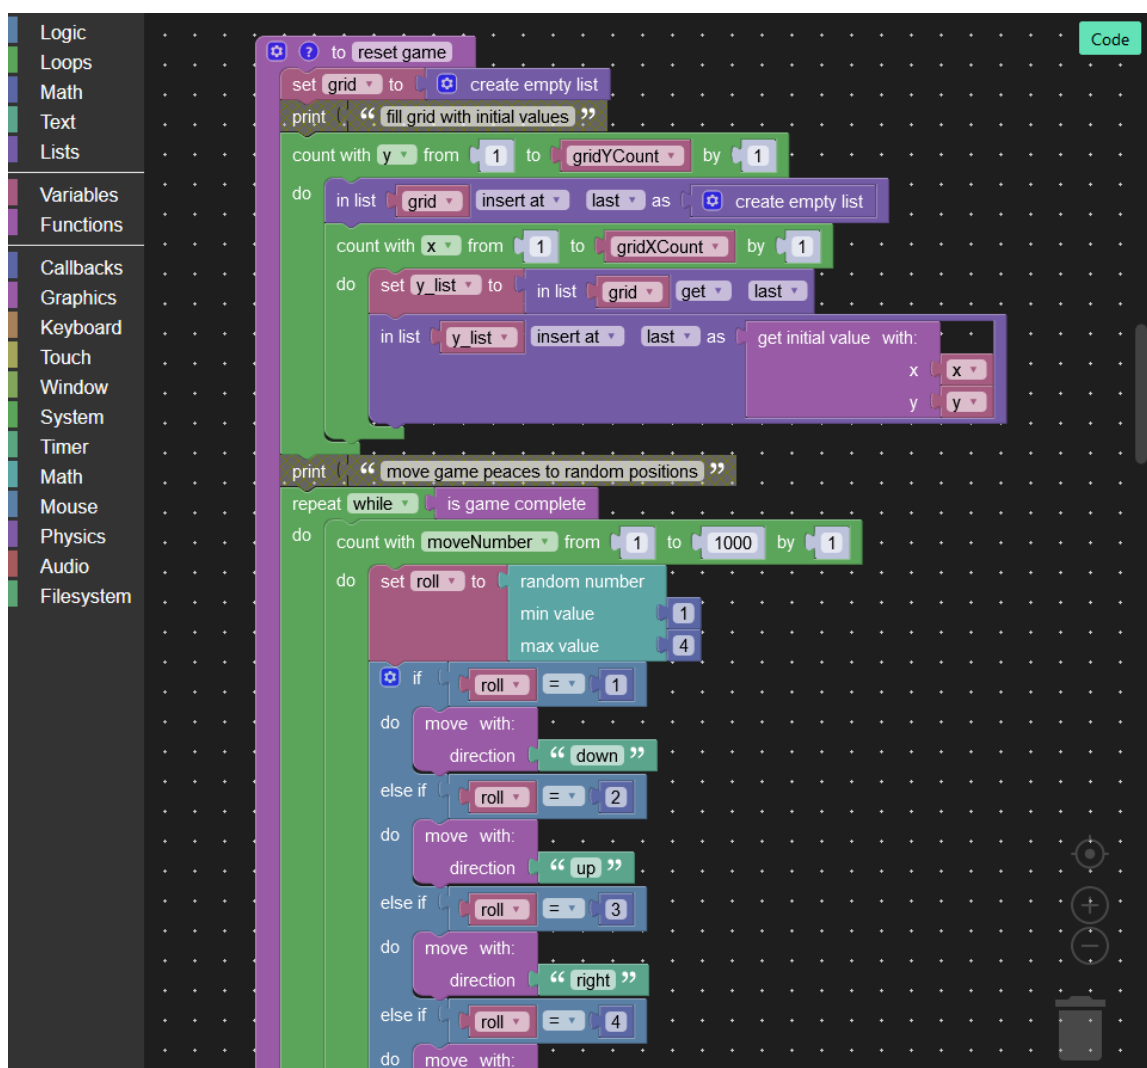 Logic
Loops
Math
Text
Lists
Variables
Functions
Callbacks
Graphics
Keyboard
Touch
Window
System
Timer
Math
Mouse
Physics
Audio
Filesystem
Code
? to reset game
set grid to create empty list
print “ fill grid with initial values ”
count with y from 1 to gridYCount by 1
do in list grid insert at last as create empty list
count with x from 1 to gridXCount by 1
do set y_list to in list grid get last
in list y_list insert at last as get initial value with:
x x
y y
print “ move game peaces to random positions ”
repeat while is game complete
do count with moveNumber from 1 to 1000 by 1
do set roll to random number
min value 1
max value 4
if roll = 1
do move with:
direction “ down ”
else if roll = 2
do move with:
direction “ up ”
else if roll = 3
do move with:
direction “ right ”
else if roll = 4
do move with: